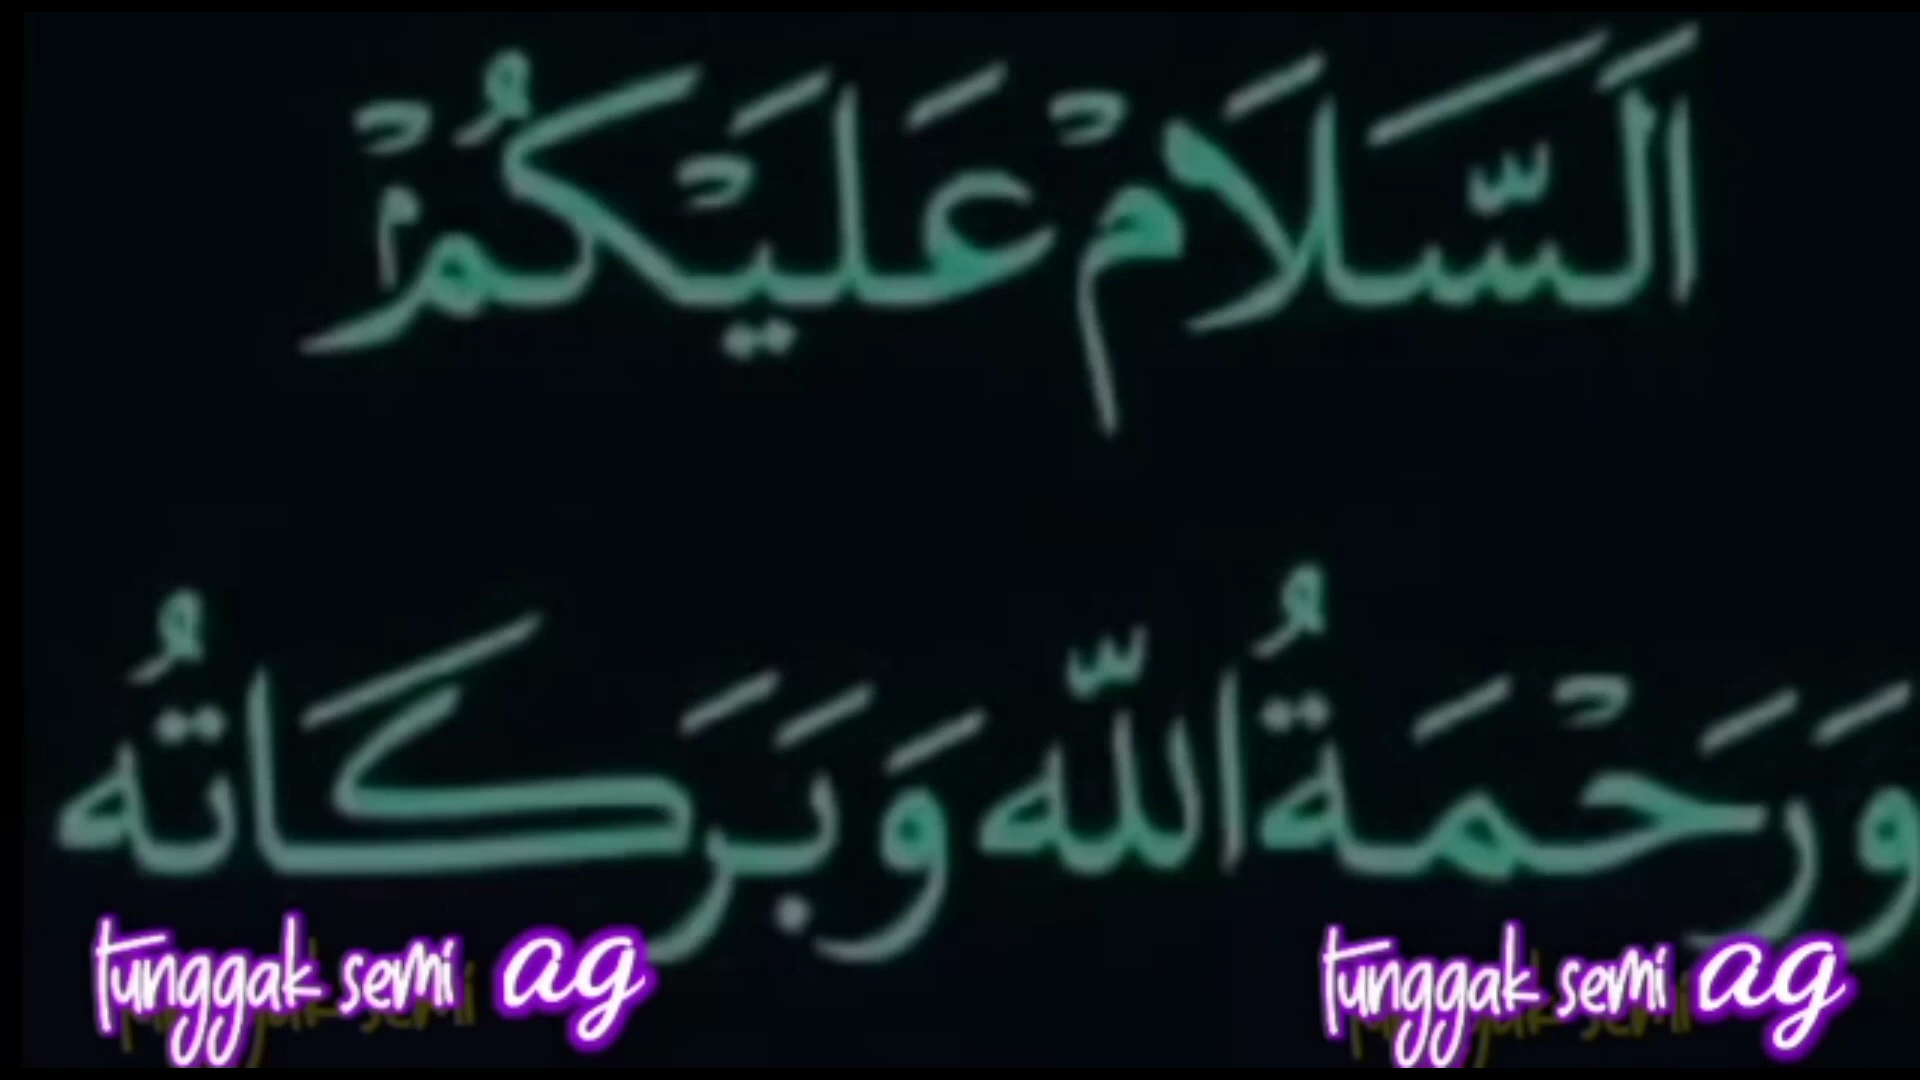 اَلسَّلَامْ عَلَيْكُمْ
وَرَحْمَةُ اللّه وَبَرَكَاتُه
tunggak semi ag tunggak semi ag